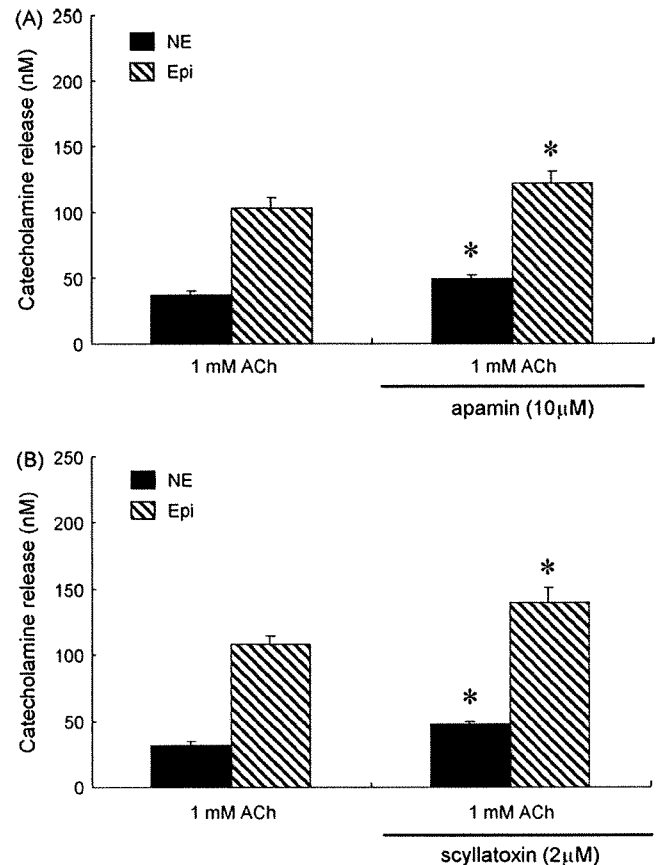 (A)
Catecholamine release (nM)
250
200
150
100
50
0
NE
Epi
*
*
1 mM ACh
1 mM ACh
apamin (10μM)
(B)
Catecholamine release (nM)
250
200
150
100
50
0
NE
Epi
*
*
1 mM ACh
1 mM ACh
scyllatoxin (2μM)